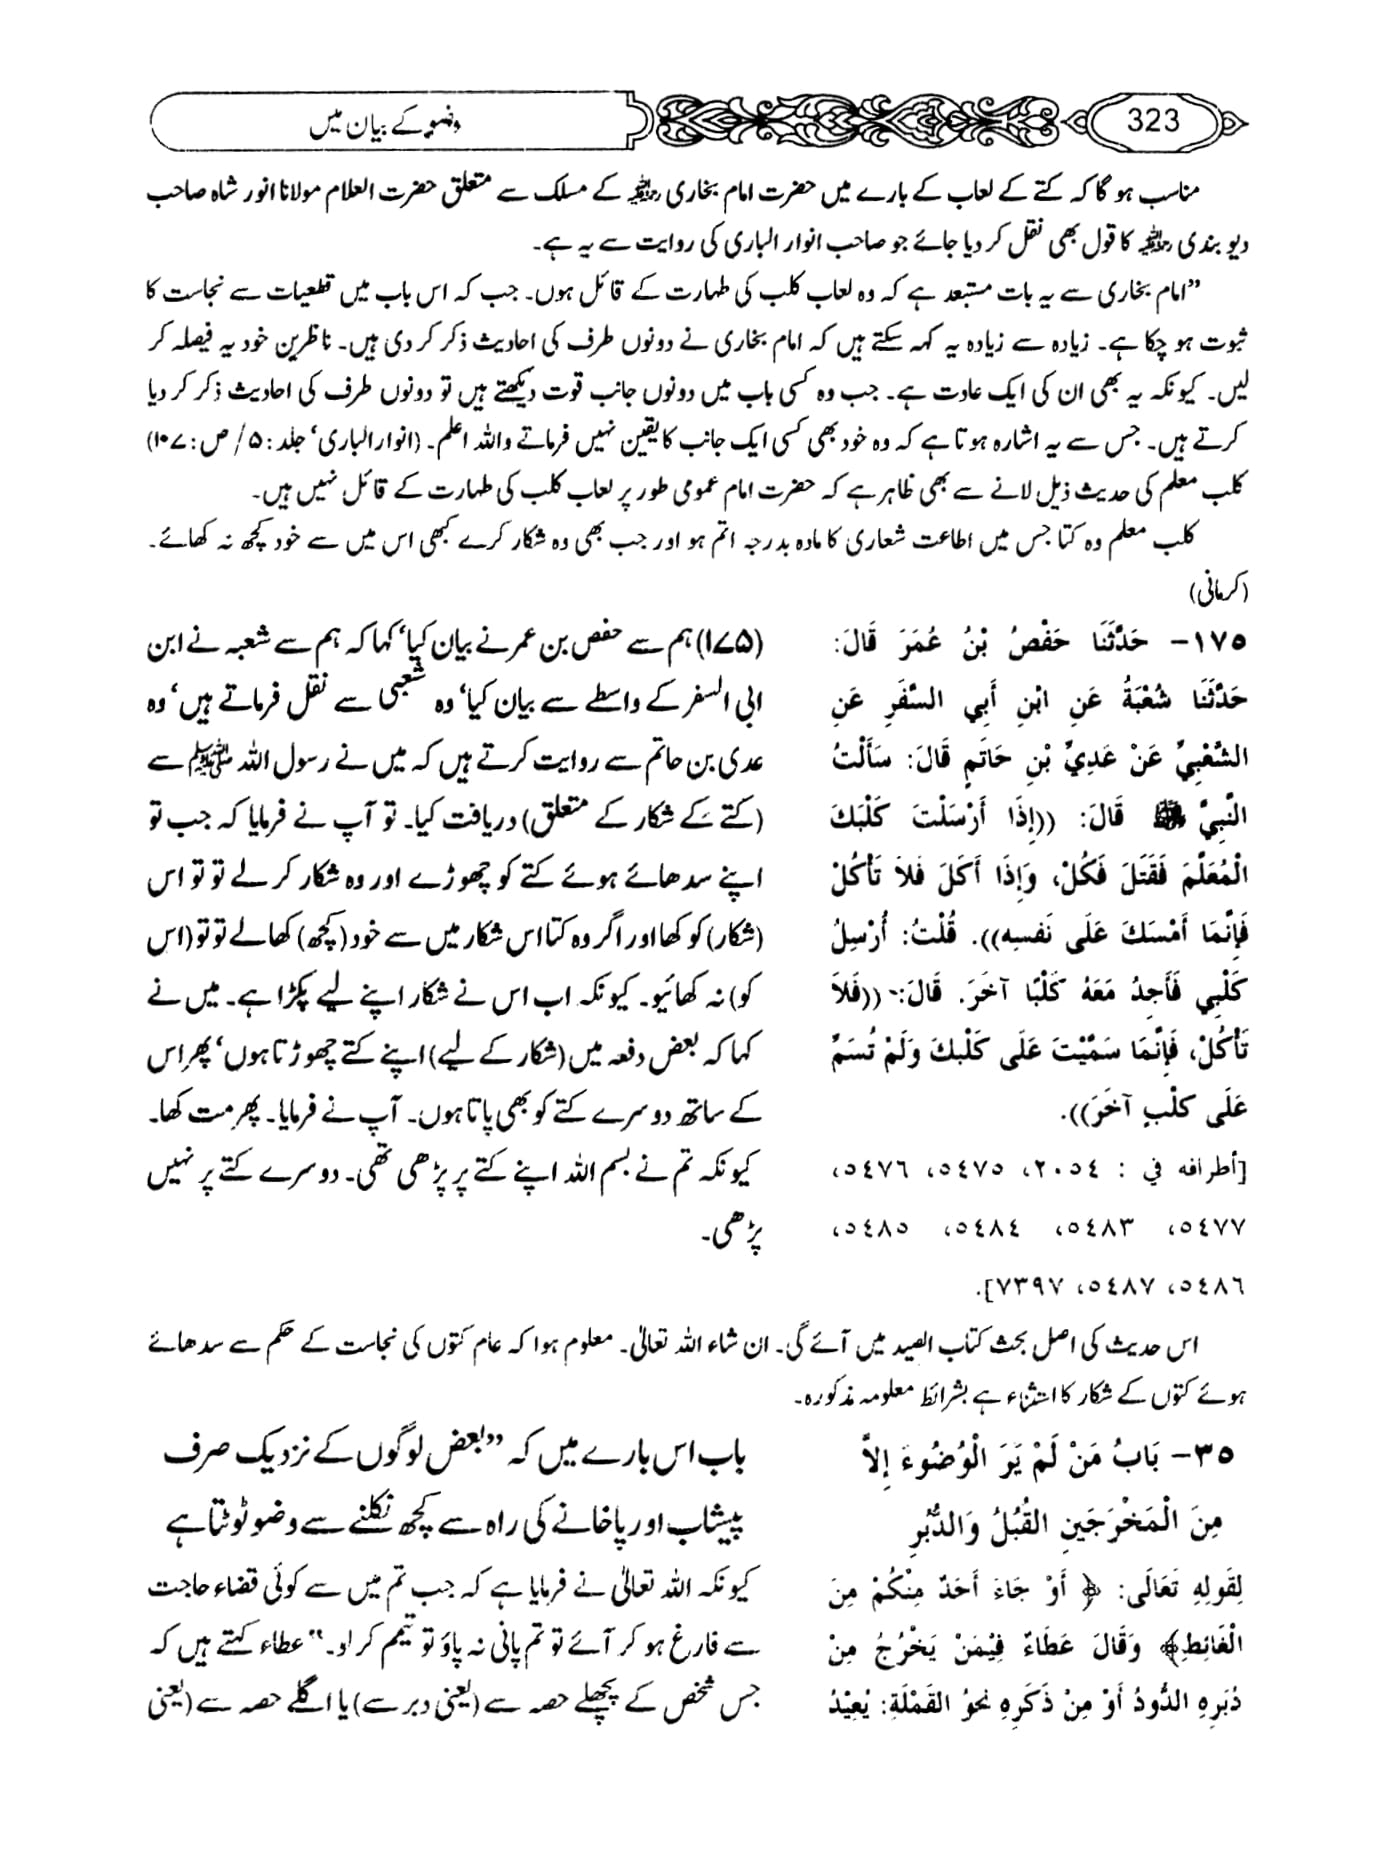 323
وضو کے بیان میں
مناسب ہو گا کہ کتے کے لعاب کے بارے میں حضرت امام بخاری رحمۃ اللہ علیہ کے مسلک سے متعلق حضرت العلام مولانا انور شاہ صاحب
دیو بندی رحمۃ اللہ علیہ کا قول بھی نقل کر دیا جائے جو صاحب انوار الباری کی روایت سے یہ ہے۔
”امام بخاری سے یہ بات مستبعد ہے کہ وہ لعاب کلب کی طہارت کے قائل ہوں۔ جب کہ اس باب میں قطعیات سے نجاست کا
ثبوت ہو چکا ہے۔ زیادہ سے زیادہ یہ کہہ سکتے ہیں کہ امام بخاری نے دونوں طرف کی احادیث ذکر کر دی ہیں۔ ناظرین خود یہ فیصلہ کر
لیں۔ کیونکہ یہ بھی ان کی ایک عادت ہے۔ جب وہ کسی باب میں دونوں جانب قوت دیکھتے ہیں تو دونوں طرف کی احادیث ذکر کر دیا
کرتے ہیں۔ جس سے یہ اشارہ ہوتا ہے کہ وہ خود بھی کسی ایک جانب کا یقین نہیں فرماتے واللہ اعلم۔ (انوار الباری‘ جلد:۵/ ص:۱۰۷)
کلب معلم کی حدیث ذیل لانے سے بھی ظاہر ہے کہ حضرت امام عمومی طور پر لعاب کلب کی طہارت کے قائل نہیں ہیں۔
کلب معلم وہ کتا جس میں اطاعت شعاری کا مادہ بدرجہ اتم ہو اور جب بھی وہ شکار کرے کبھی اس میں سے خود کچھ نہ کھائے۔
(کرمانی)
١٧٥- حَدَّثَنَا حَفْصُ بْنُ عُمَرَ قَالَ:
حَدَّثَنَا شُعْبَةُ عَنِ ابْنِ أَبِي السَّفَرِ عَنِ
الشَّعْبِيِّ عَنْ عَدِيِّ بْنِ حَاتِمٍ قَالَ: سَأَلْتُ
النَّبِيَّ ﷺ قَالَ: ((إِذَا أَرْسَلْتَ كَلْبَكَ
الْمُعَلَّمَ فَقَتَلَ فَكُلْ، وَإِذَا أَكَلَ فَلاَ تَأْكُلْ
فَإِنَّمَا أَمْسَكَ عَلَى نَفسِهِ)). قُلْتُ: أُرْسِلُ
كَلْبِي فَأَجِدُ مَعَهُ كَلْبًا آخَرَ. قَالَ: ((فَلاَ
تَأْكُلْ، فَإِنَّمَا سَمَّيْتَ عَلَى كَلْبِكَ وَلَمْ تُسَمِّ
عَلَى كَلْبٍ آخَرَ)).
[أطرافه في : ٢٠٥٤، ٥٤٧٥، ٥٤٧٦،
٥٤٧٧، ٥٤٨٣، ٥٤٨٤، ٥٤٨٥،
٥٤٨٦، ٥٤٨٧، ٧٣٩٧].
(۱۷۵) ہم سے حفص بن عمر نے بیان کیا‘ کہا کہ ہم سے شعبہ نے ابن
ابی السفر کے واسطے سے بیان کیا‘ وہ شعبی سے نقل فرماتے ہیں‘ وہ
عدی بن حاتم سے روایت کرتے ہیں کہ میں نے رسول اللہ ﷺ سے
(کتے کے شکار کے متعلق) دریافت کیا۔ تو آپ نے فرمایا کہ جب تو
اپنے سدھائے ہوئے کتے کو چھوڑے اور وہ شکار کر لے تو تو اس
(شکار) کو کھا اور اگر وہ کتا اس شکار میں سے خود (کچھ) کھا لے تو تو (اس
کو) نہ کھائیو۔ کیونکہ اب اس نے شکار اپنے لیے پکڑا ہے۔ میں نے
کہا کہ بعض دفعہ میں (شکار کے لیے) اپنے کتے چھوڑتا ہوں‘ پھر اس
کے ساتھ دوسرے کتے کو بھی پاتا ہوں۔ آپ نے فرمایا۔ پھر مت کھا۔
کیونکہ تم نے بسم اللہ اپنے کتے پر پڑھی تھی۔ دوسرے کتے پر نہیں
پڑھی۔
اس حدیث کی اصل بحث کتاب الصید میں آئے گی۔ ان شاء اللہ تعالیٰ۔ معلوم ہوا کہ عام کتوں کی نجاست کے حکم سے سدھائے
ہوئے کتوں کے شکار کا استثناء ہے بشرائط معلومہ مذکورہ۔
٣٥- بَابُ مَنْ لَمْ يَرَ الْوُضُوءَ إِلاَّ
مِنَ الْمَخْرَجَينِ القُبُلُ وَالدُّبُرِ
لِقَولِهِ تَعَالَى: ﴿ أَوْ جَاءَ أَحَدٌ مِنْكُمْ مِنَ
الْغَائِطِ﴾ وَقَالَ عَطَاءٌ فِيْمَنْ يَخْرُجُ مِنْ
دُبَرِهِ الدُّودُ أَوْ مِنْ ذَكَرِهِ نَحوُ القَمْلَةِ: يُعِيْدُ
باب اس بارے میں کہ ”بعض لوگوں کے نزدیک صرف
پیشاب اور پاخانے کی راہ سے کچھ نکلنے سے وضو ٹوٹتا ہے
کیونکہ اللہ تعالیٰ نے فرمایا ہے کہ جب تم میں سے کوئی قضاء حاجت
سے فارغ ہو کر آئے تو تم پانی نہ پاؤ تو تیمم کر لو۔“ عطاء کہتے ہیں کہ
جس شخص کے پچھلے حصہ سے (یعنی دبر سے) یا اگلے حصہ سے (یعنی